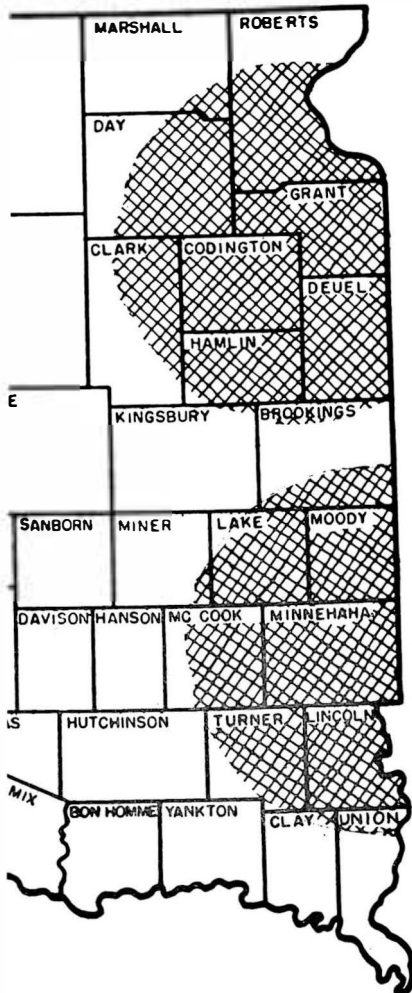 MARSHALL
ROBERTS
DAY
GRANT
CLARK
CODINGTON
DEUEL
HAMLIN
E
KINGSBURY
BROOKINGS
SANBORN
MINER
LAKE
MOODY
DAVISON
HANSON
MC COOK
MINNEHAHA
AS
HUTCHINSON
TURNER
LINCOLN
MIX
BON HOMME
YANKTON
CLAY
UNION